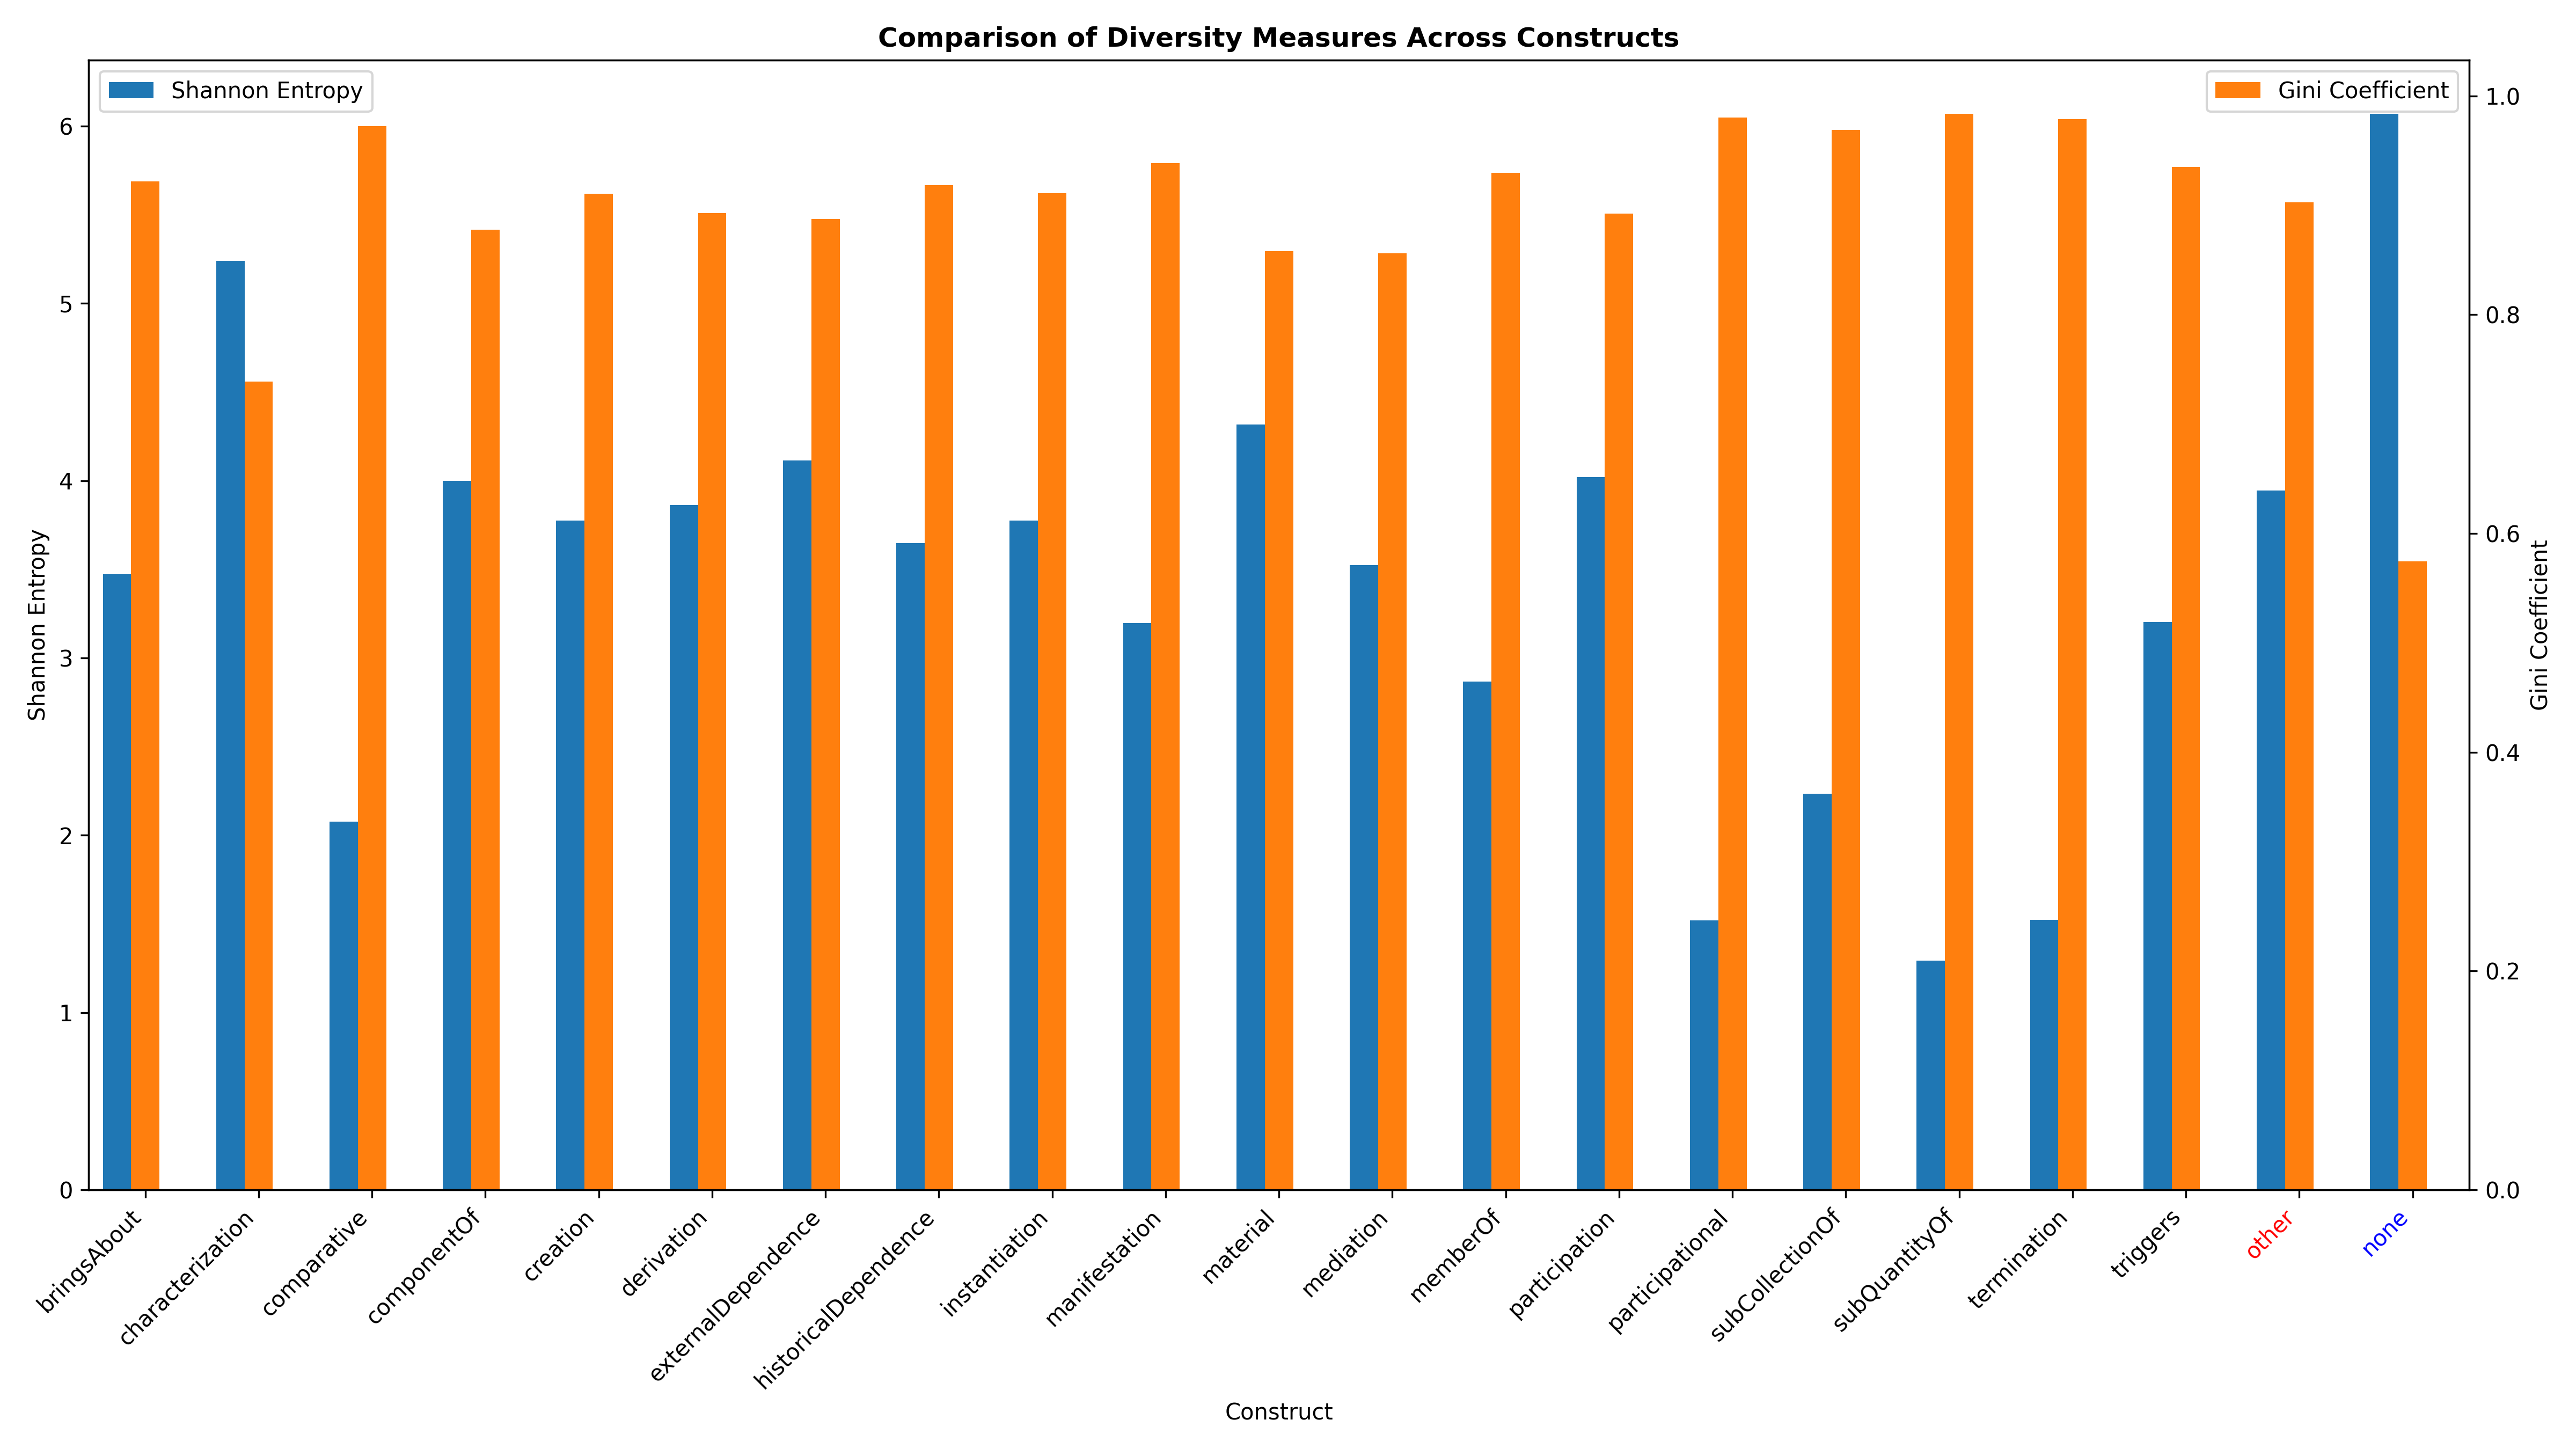 Comparison of Diversity Measures Across Constructs
Shannon Entropy
Gini Coefficient
6
5
4
3
2
1
0
Shannon Entropy
1.0
0.8
0.6
0.4
0.2
0.0
Gini Coefficient
bringsAbout
characterization
comparative
componentOf
creation
derivation
externalDependence
historicalDependence
instantiation
manifestation
material
mediation
memberOf
participation
participational
subCollectionOf
subQuantityOf
termination
triggers
other
none
Construct